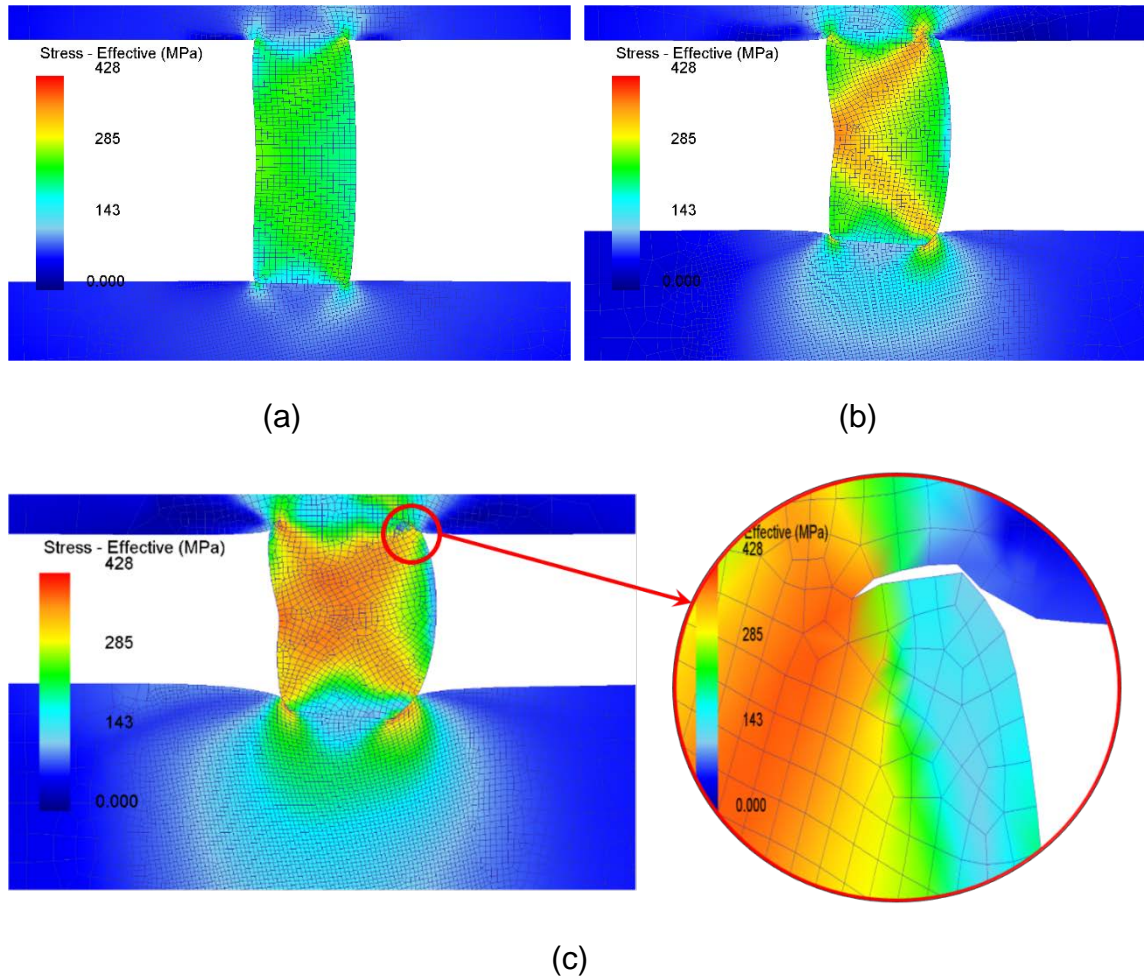 Stress - Effective (MPa)
428
285
143
0.000
(a)
Stress - Effective (MPa)
428
285
143
0.000
(b)
Stress - Effective (MPa)
428
285
143
0.000
Effective (MPa)
428
285
143
0.000
(c)